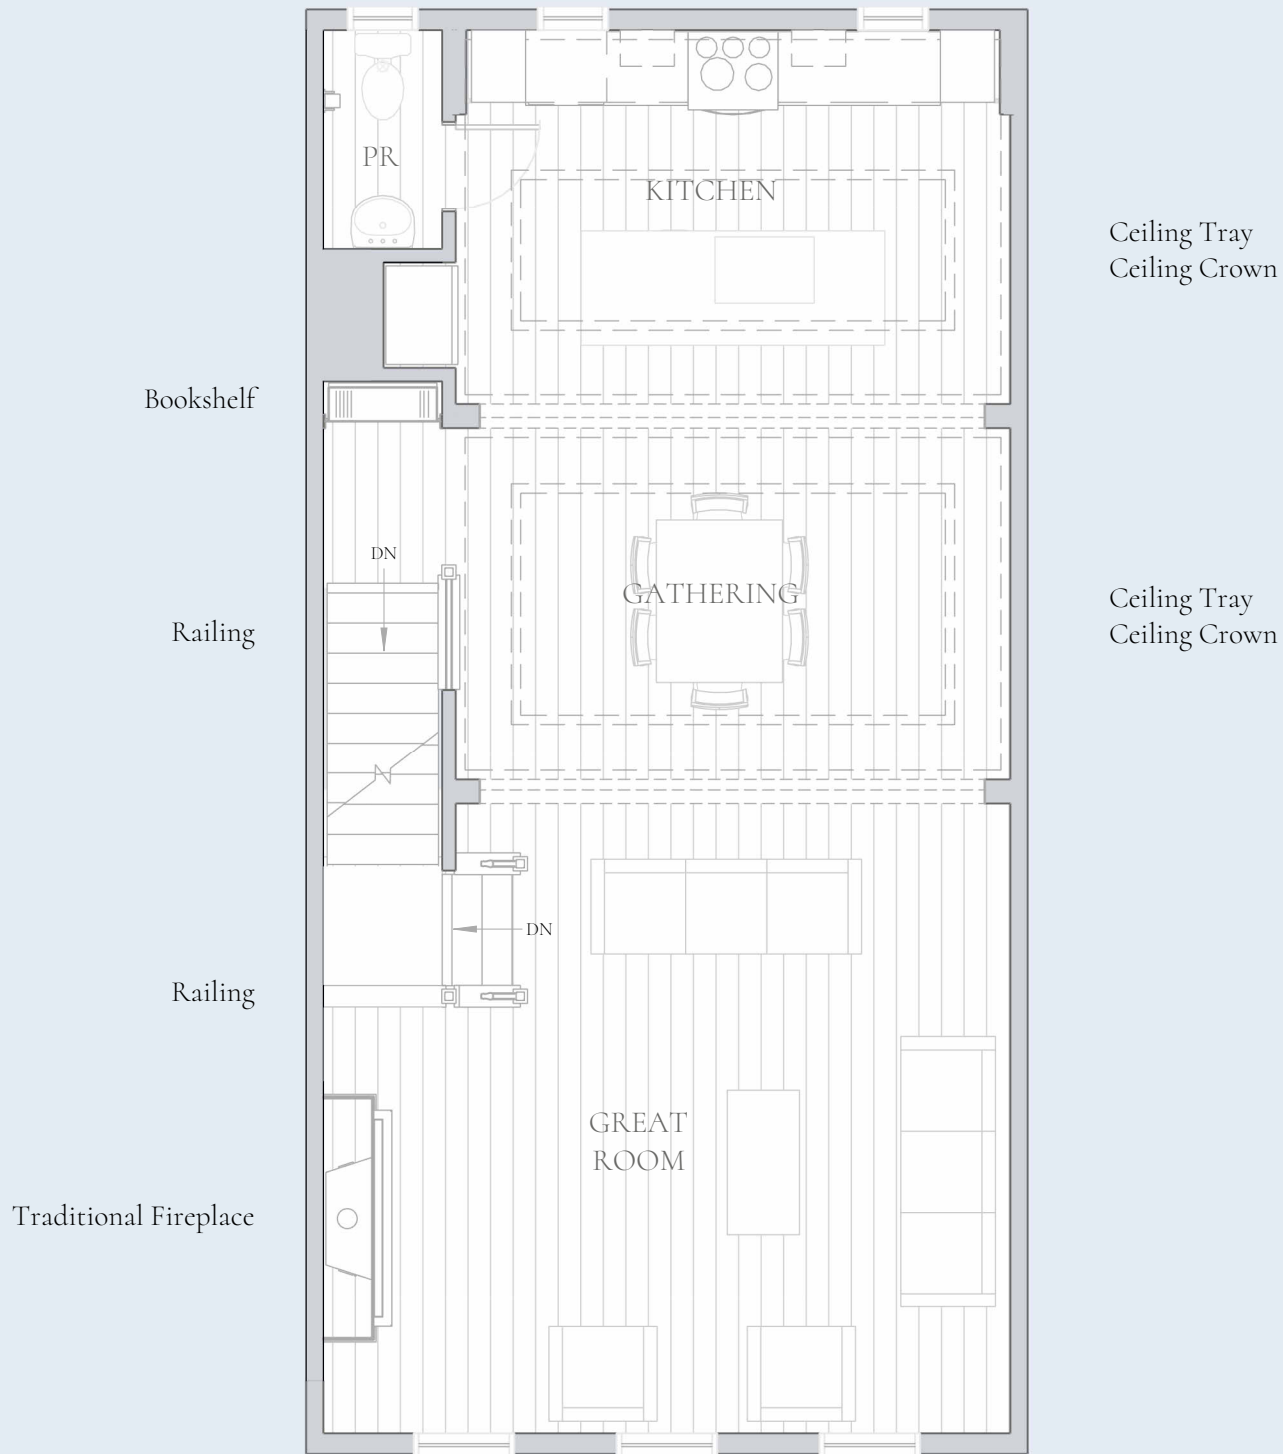 PR
KITCHEN
Ceiling Tray
Ceiling Crown
Bookshelf
DN
GATHERING
Ceiling Tray
Ceiling Crown
Railing
DN
Railing
GREAT
ROOM
Traditional Fireplace